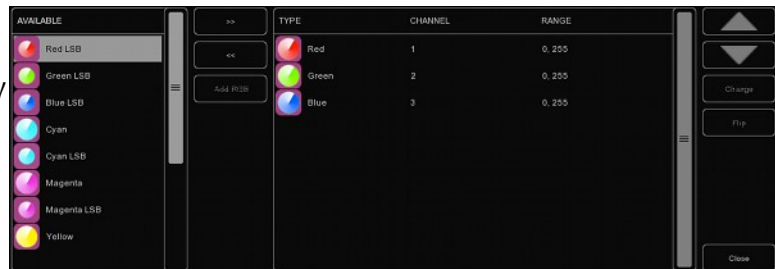 AVAILABLE
Red LSB
Green LSB
Blue LSB
Cyan
Cyan LSB
Magenta
Magenta LSB
Yellow
>>
<<
Add RGB
TYPE CHANNEL RANGE
Red 1 0, 255
Green 2 0, 255
Blue 3 0, 255
Change
Flip
Close